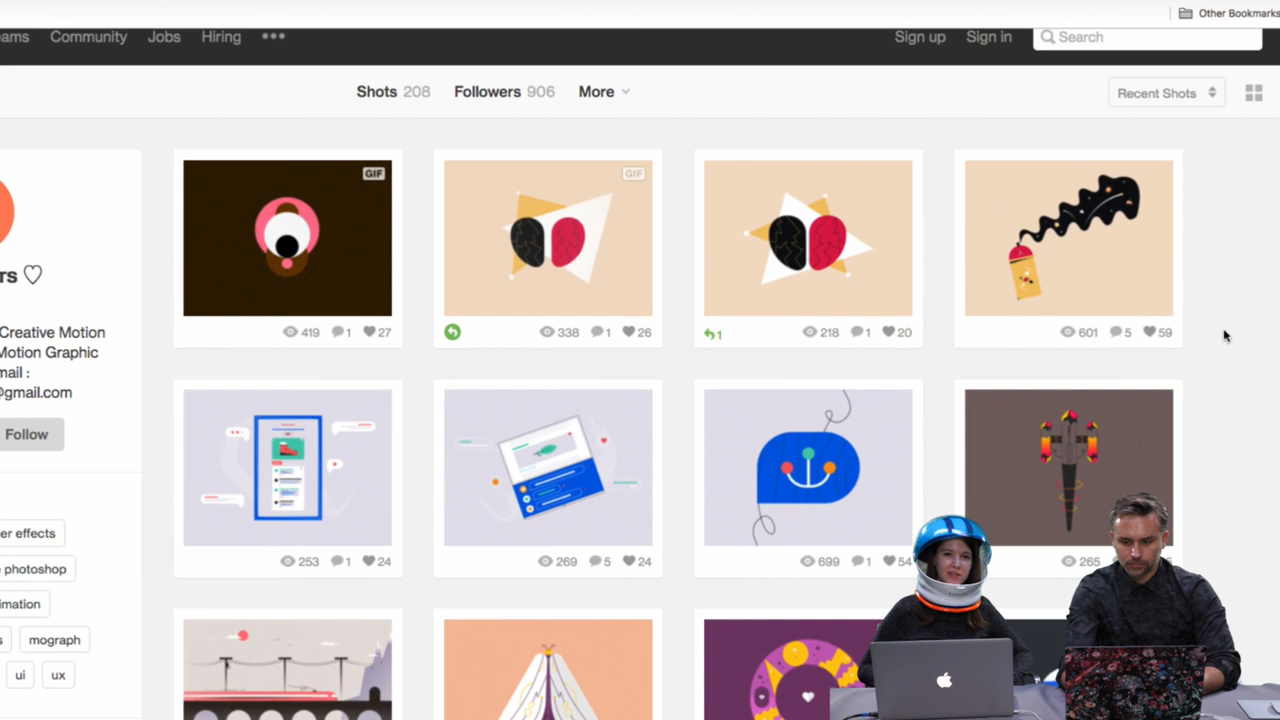 Other Bookmarks
eams Community Jobs Hiring ••• Sign up Sign in Search
Shots 208 Followers 906 More Recent Shots
GIF GIF
419 1 27 338 1 26 1 218 1 20 601 5 59
rs
Creative Motion
Motion Graphic
mail :
@gmail.com
Follow
253 1 24 269 5 24 699 1 54 265
er effects
photoshop
imation
s mograph
ui ux